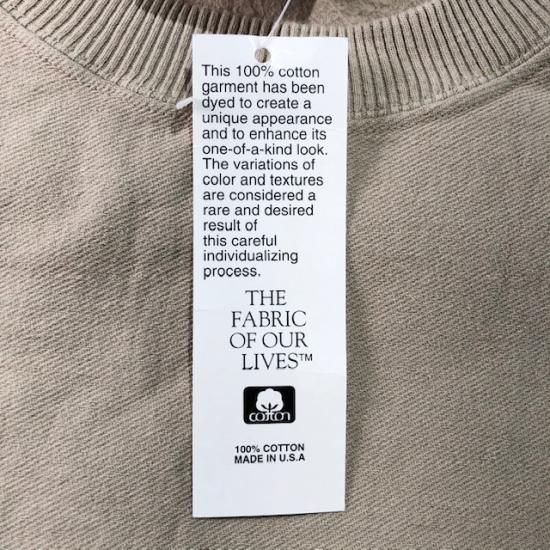 This 100% cotton
garment has been
dyed to create a
unique appearance
and to enhance its
one-of-a-kind look.
The variations of
color and textures
are considered a
rare and desired
result of
this careful
individualizing
process.
THE
FABRIC
OF OUR
LIVES™
cotton
100% COTTON
MADE IN U.S.A